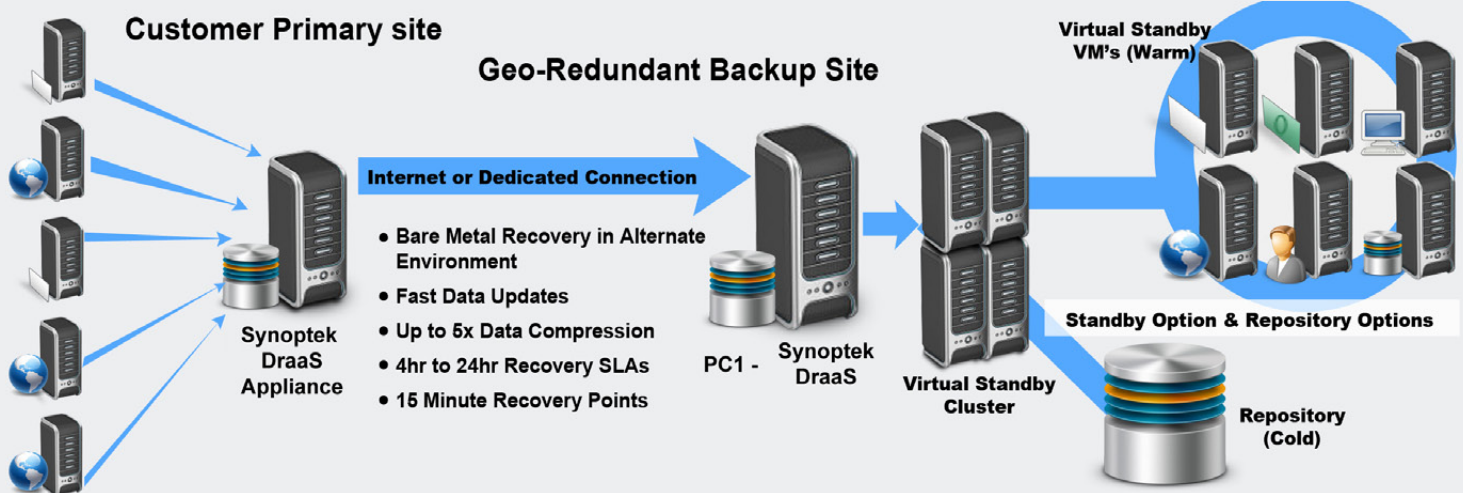 Customer Primary site
Geo-Redundant Backup Site
Virtual Standby
VM's (Warm)
Internet or Dedicated Connection
• Bare Metal Recovery in Alternate
Environment
• Fast Data Updates
• Up to 5x Data Compression
• 4hr to 24hr Recovery SLAs
• 15 Minute Recovery Points
Synoptek
DraaS
Appliance
PC1 -
Synoptek
DraaS
Virtual Standby
Cluster
Standby Option & Repository Options
Repository
(Cold)